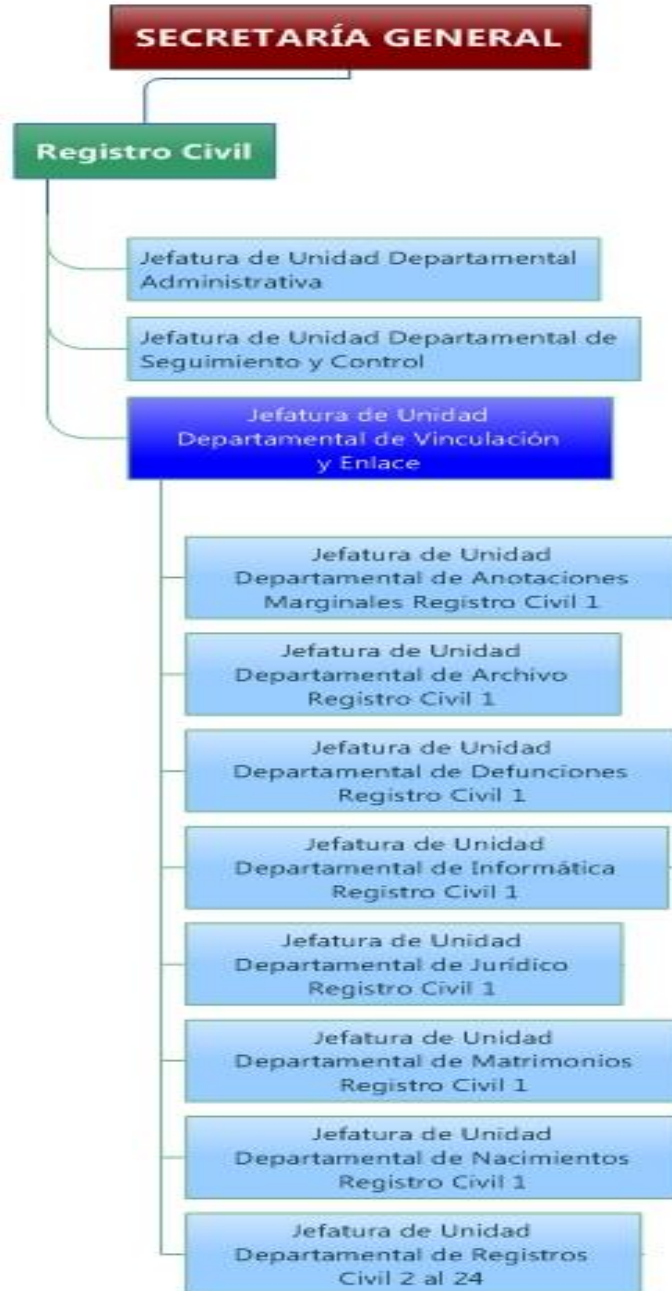 SECRETARÍA GENERAL
Registro Civil
Jefatura de Unidad Departamental
Administrativa
Jefatura de Unidad Departamental de
Seguimiento y Control
Jefatura de Unidad
Departamental de Vinculación
y Enlace
Jefatura de Unidad
Departamental de Anotaciones
Marginales Registro Civil 1
Jefatura de Unidad
Departamental de Archivo
Registro Civil 1
Jefatura de Unidad
Departamental de Defunciones
Registro Civil 1
Jefatura de Unidad
Departamental de Informática
Registro Civil 1
Jefatura de Unidad
Departamental de Jurídico
Registro Civil 1
Jefatura de Unidad
Departamental de Matrimonios
Registro Civil 1
Jefatura de Unidad
Departamental de Nacimientos
Registro Civil 1
Jefatura de Unidad
Departamental de Registros
Civil 2 al 24